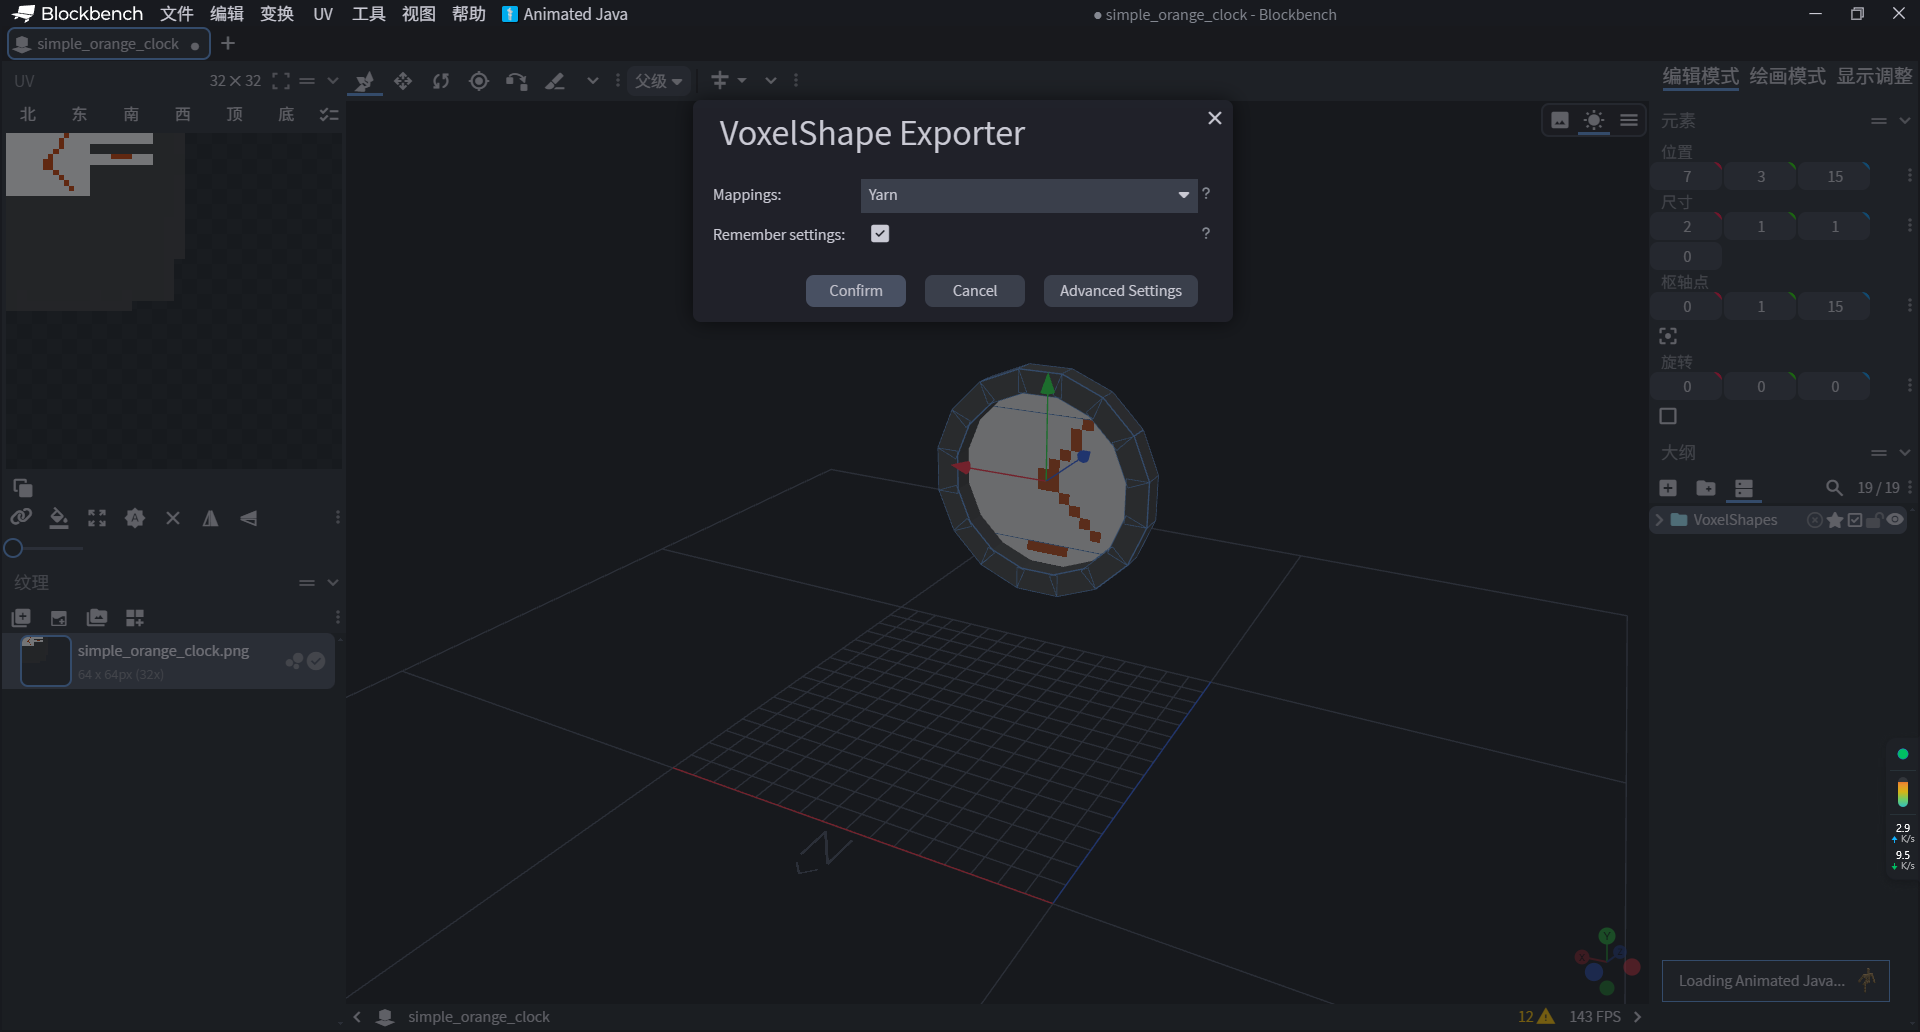 Blockbench 文件 编辑 变换 UV 工具 视图 帮助 Animated Java
● simple_orange_clock - Blockbench
simple_orange_clock
UV 32×32
父级
编辑模式 绘画模式 显示调整
北 东 南 西 顶 底
VoxelShape Exporter
Mappings: Yarn ?
Remember settings: ?
Confirm Cancel Advanced Settings
元素
位置
7 3 15
尺寸
2 1 1
0
枢轴点
0 1 15
旋转
0 0 0
大纲
19 / 19
VoxelShapes
纹理
simple_orange_clock.png
64 x 64px (32x)
2.9
K/s
9.5
K/s
Y
X
Loading Animated Java...
simple_orange_clock
12 143 FPS